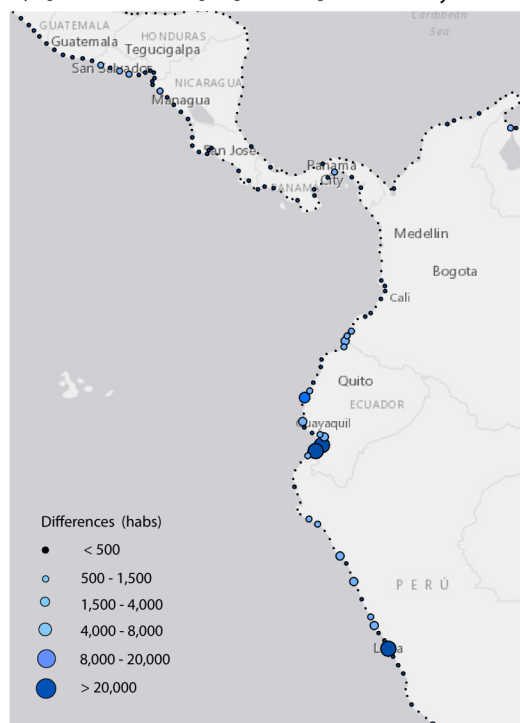 Caribbean
Sea
GUATEMALA
Guatemala
HONDURAS
Tegucigalpa
San Salvador
NICARAGUA
Managua
San José
Panama
City
PANAMA
Medellin
Bogota
Cali
Quito
ECUADOR
Guayaquil
PERÚ
Lima
Differences (habs)
< 500
500 - 1,500
1,500 - 4,000
4,000 - 8,000
8,000 - 20,000
> 20,000